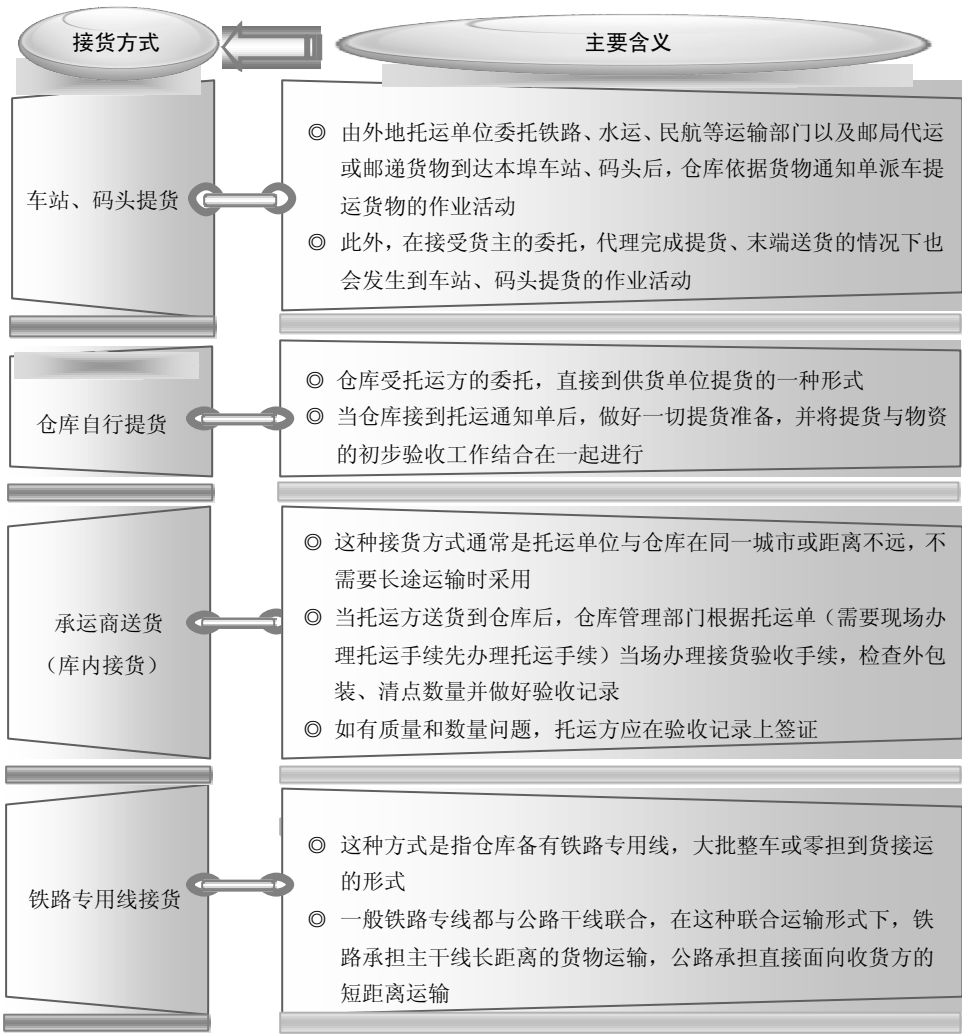 接货方式
主要含义
车站、码头提货
◎ 由外地托运单位委托铁路、水运、民航等运输部门以及邮局代运
或邮递货物到达本埠车站、码头后，仓库依据货物通知单派车提
运货物的作业活动
◎ 此外，在接受货主的委托，代理完成提货、末端送货的情况下也
会发生到车站、码头提货的作业活动
仓库自行提货
◎ 仓库受托运方的委托，直接到供货单位提货的一种形式
◎ 当仓库接到托运通知单后，做好一切提货准备，并将提货与物资
的初步验收工作结合在一起进行
承运商送货
（库内接货）
◎ 这种接货方式通常是托运单位与仓库在同一城市或距离不远，不
需要长途运输时采用
◎ 当托运方送货到仓库后，仓库管理部门根据托运单（需要现场办
理托运手续先办理托运手续）当场办理接货验收手续，检查外包
装、清点数量并做好验收记录
◎ 如有质量和数量问题，托运方应在验收记录上签证
铁路专用线接货
◎ 这种方式是指仓库备有铁路专用线，大批整车或零担到货接运
的形式
◎ 一般铁路专线都与公路干线联合，在这种联合运输形式下，铁
路承担主干线长距离的货物运输，公路承担直接面向收货方的
短距离运输